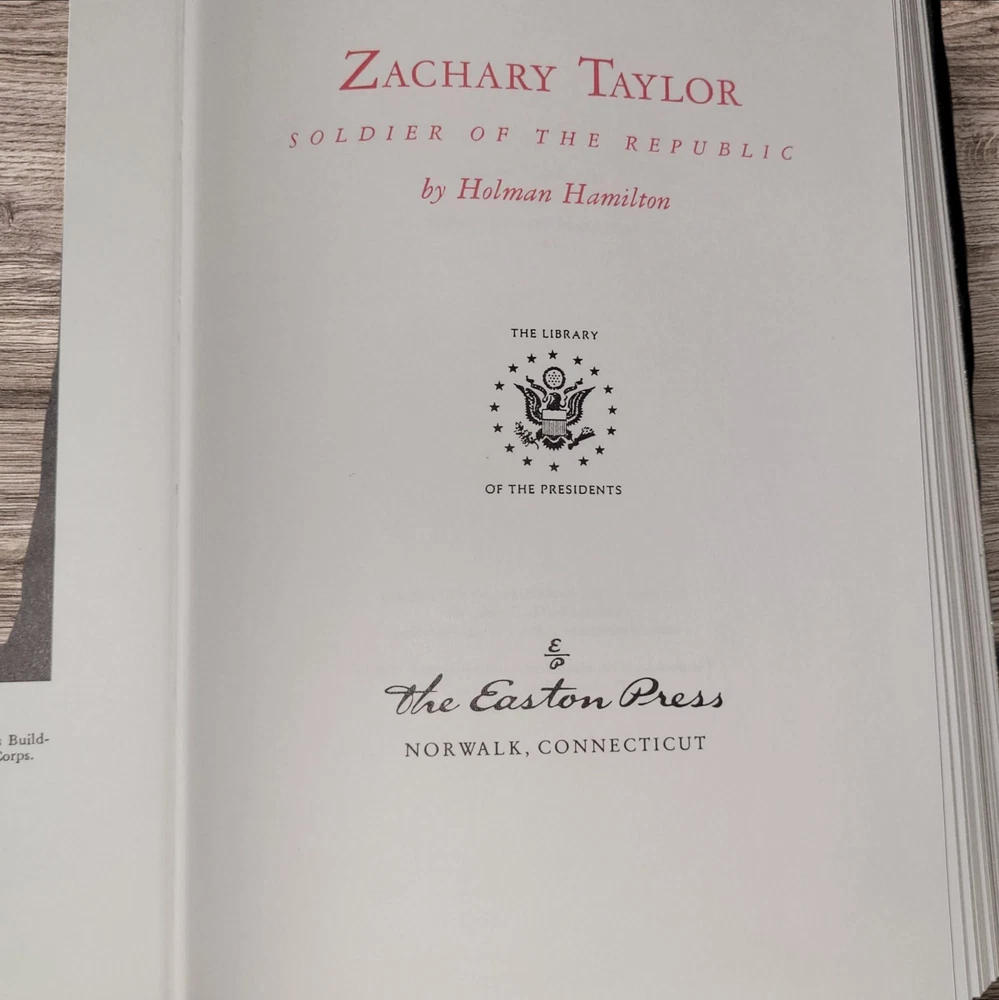 ZACHARY TAYLOR
SOLDIER OF THE REPUBLIC
by Holman Hamilton
THE LIBRARY
OF THE PRESIDENTS
E
P
The Easton Press
NORWALK, CONNECTICUT
Build-
Corps.